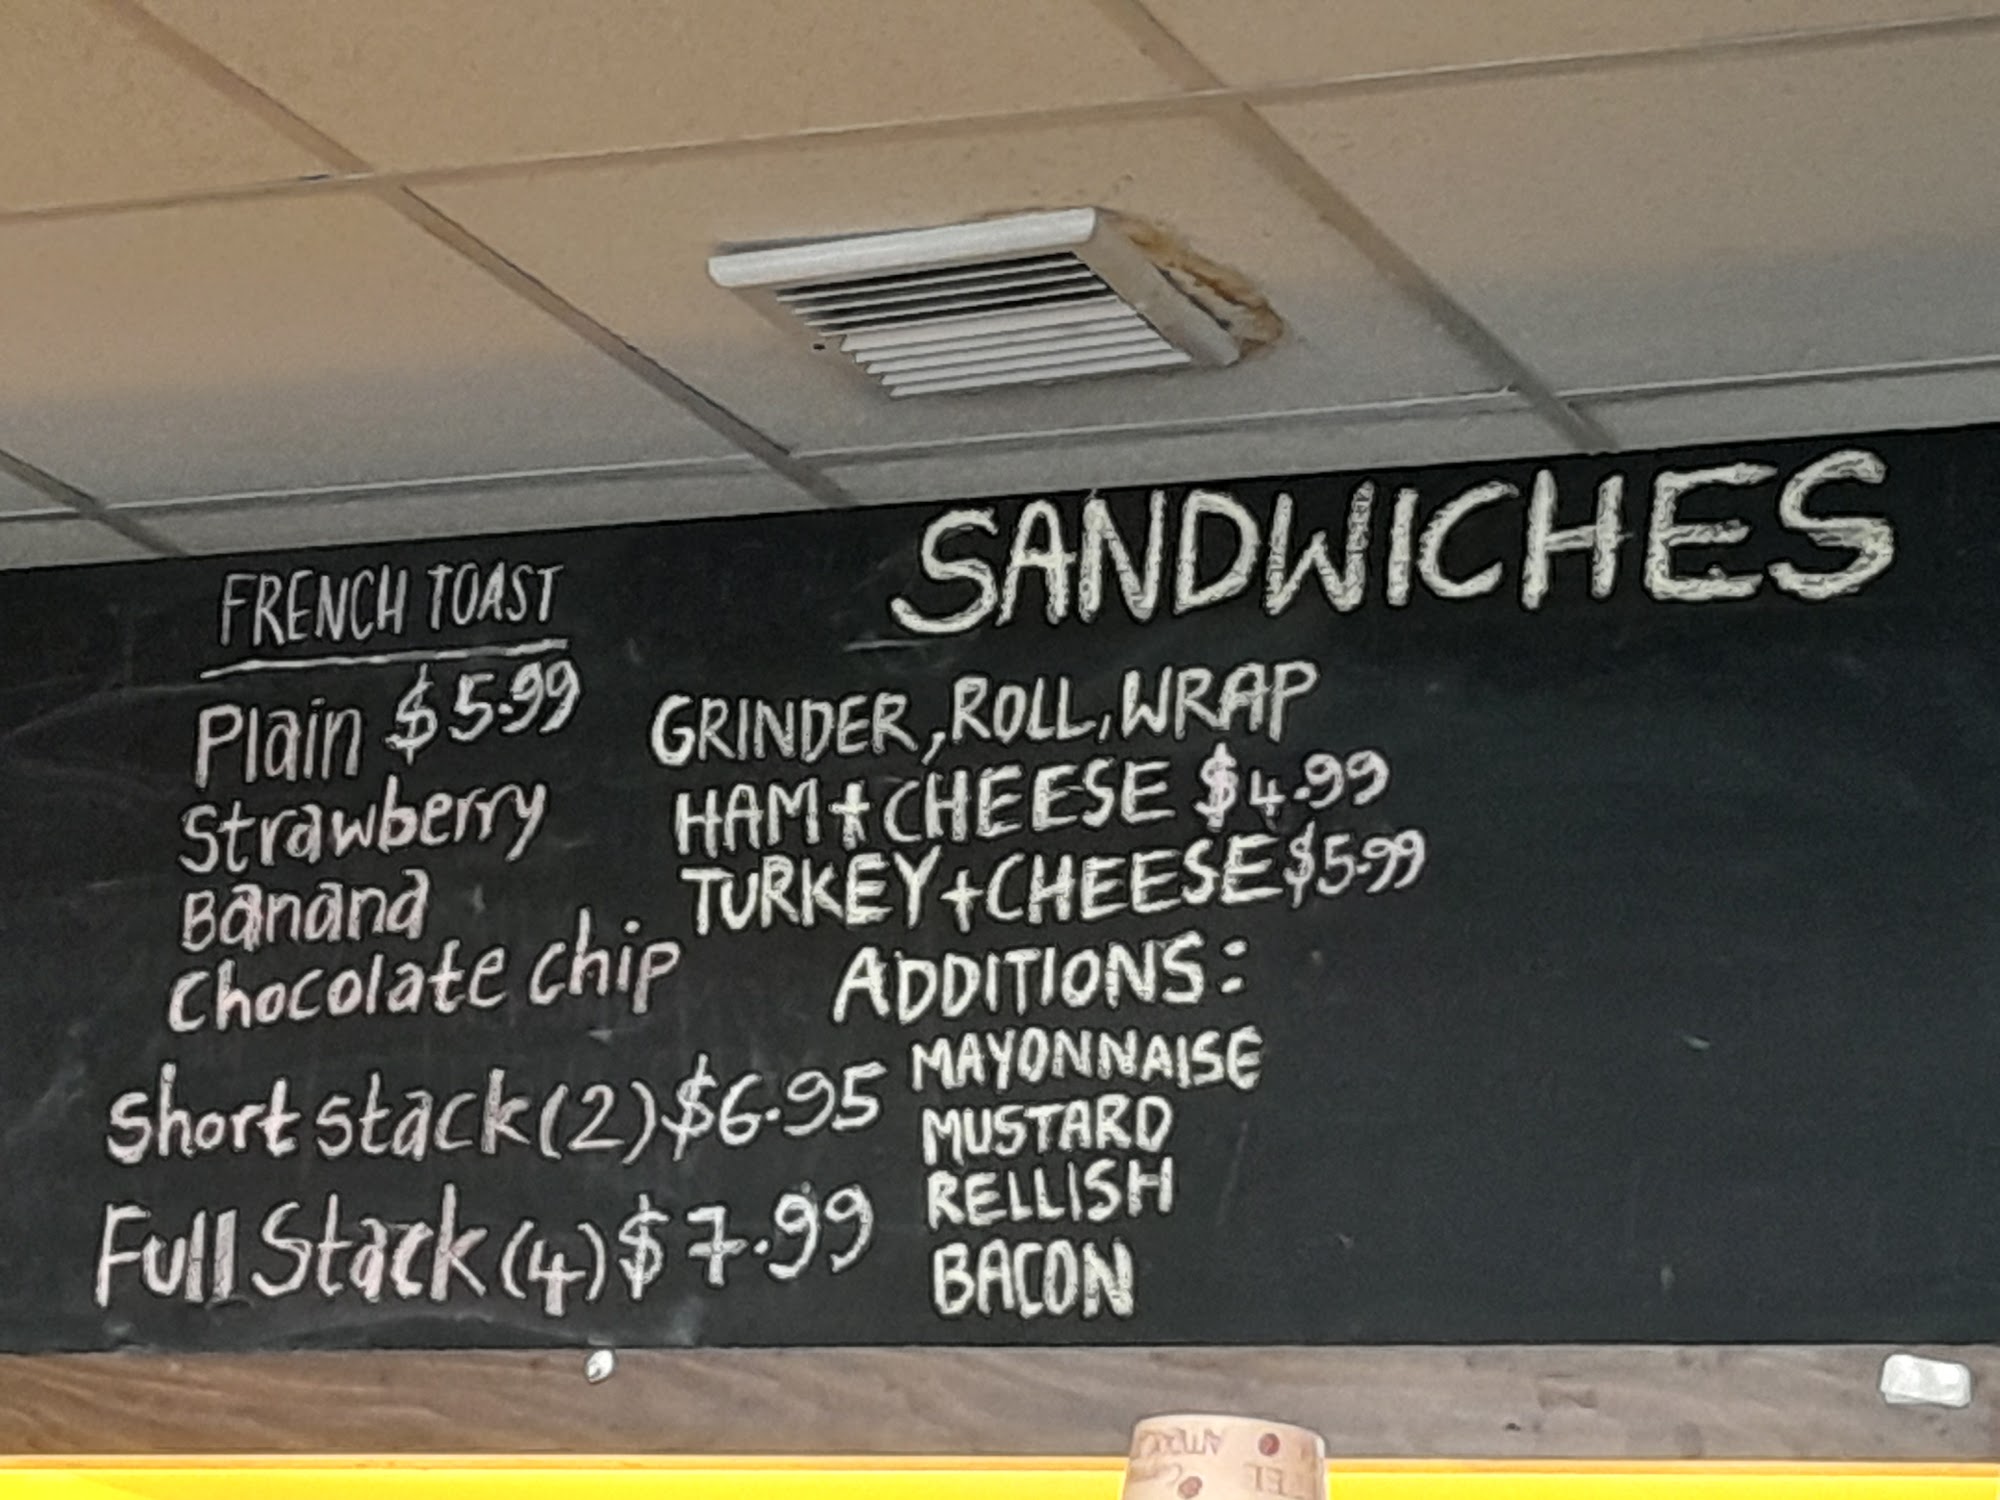 FRENCH TOAST
Plain $5.99
Strawberry
Banana
Chocolate chip
Short stack (2) $6.95
Full Stack (4) $7.99
SANDWICHES
GRINDER, ROLL, WRAP
HAM + CHEESE $4.99
TURKEY + CHEESE $5.99
ADDITIONS:
MAYONNAISE
MUSTARD
RELLISH
BACON